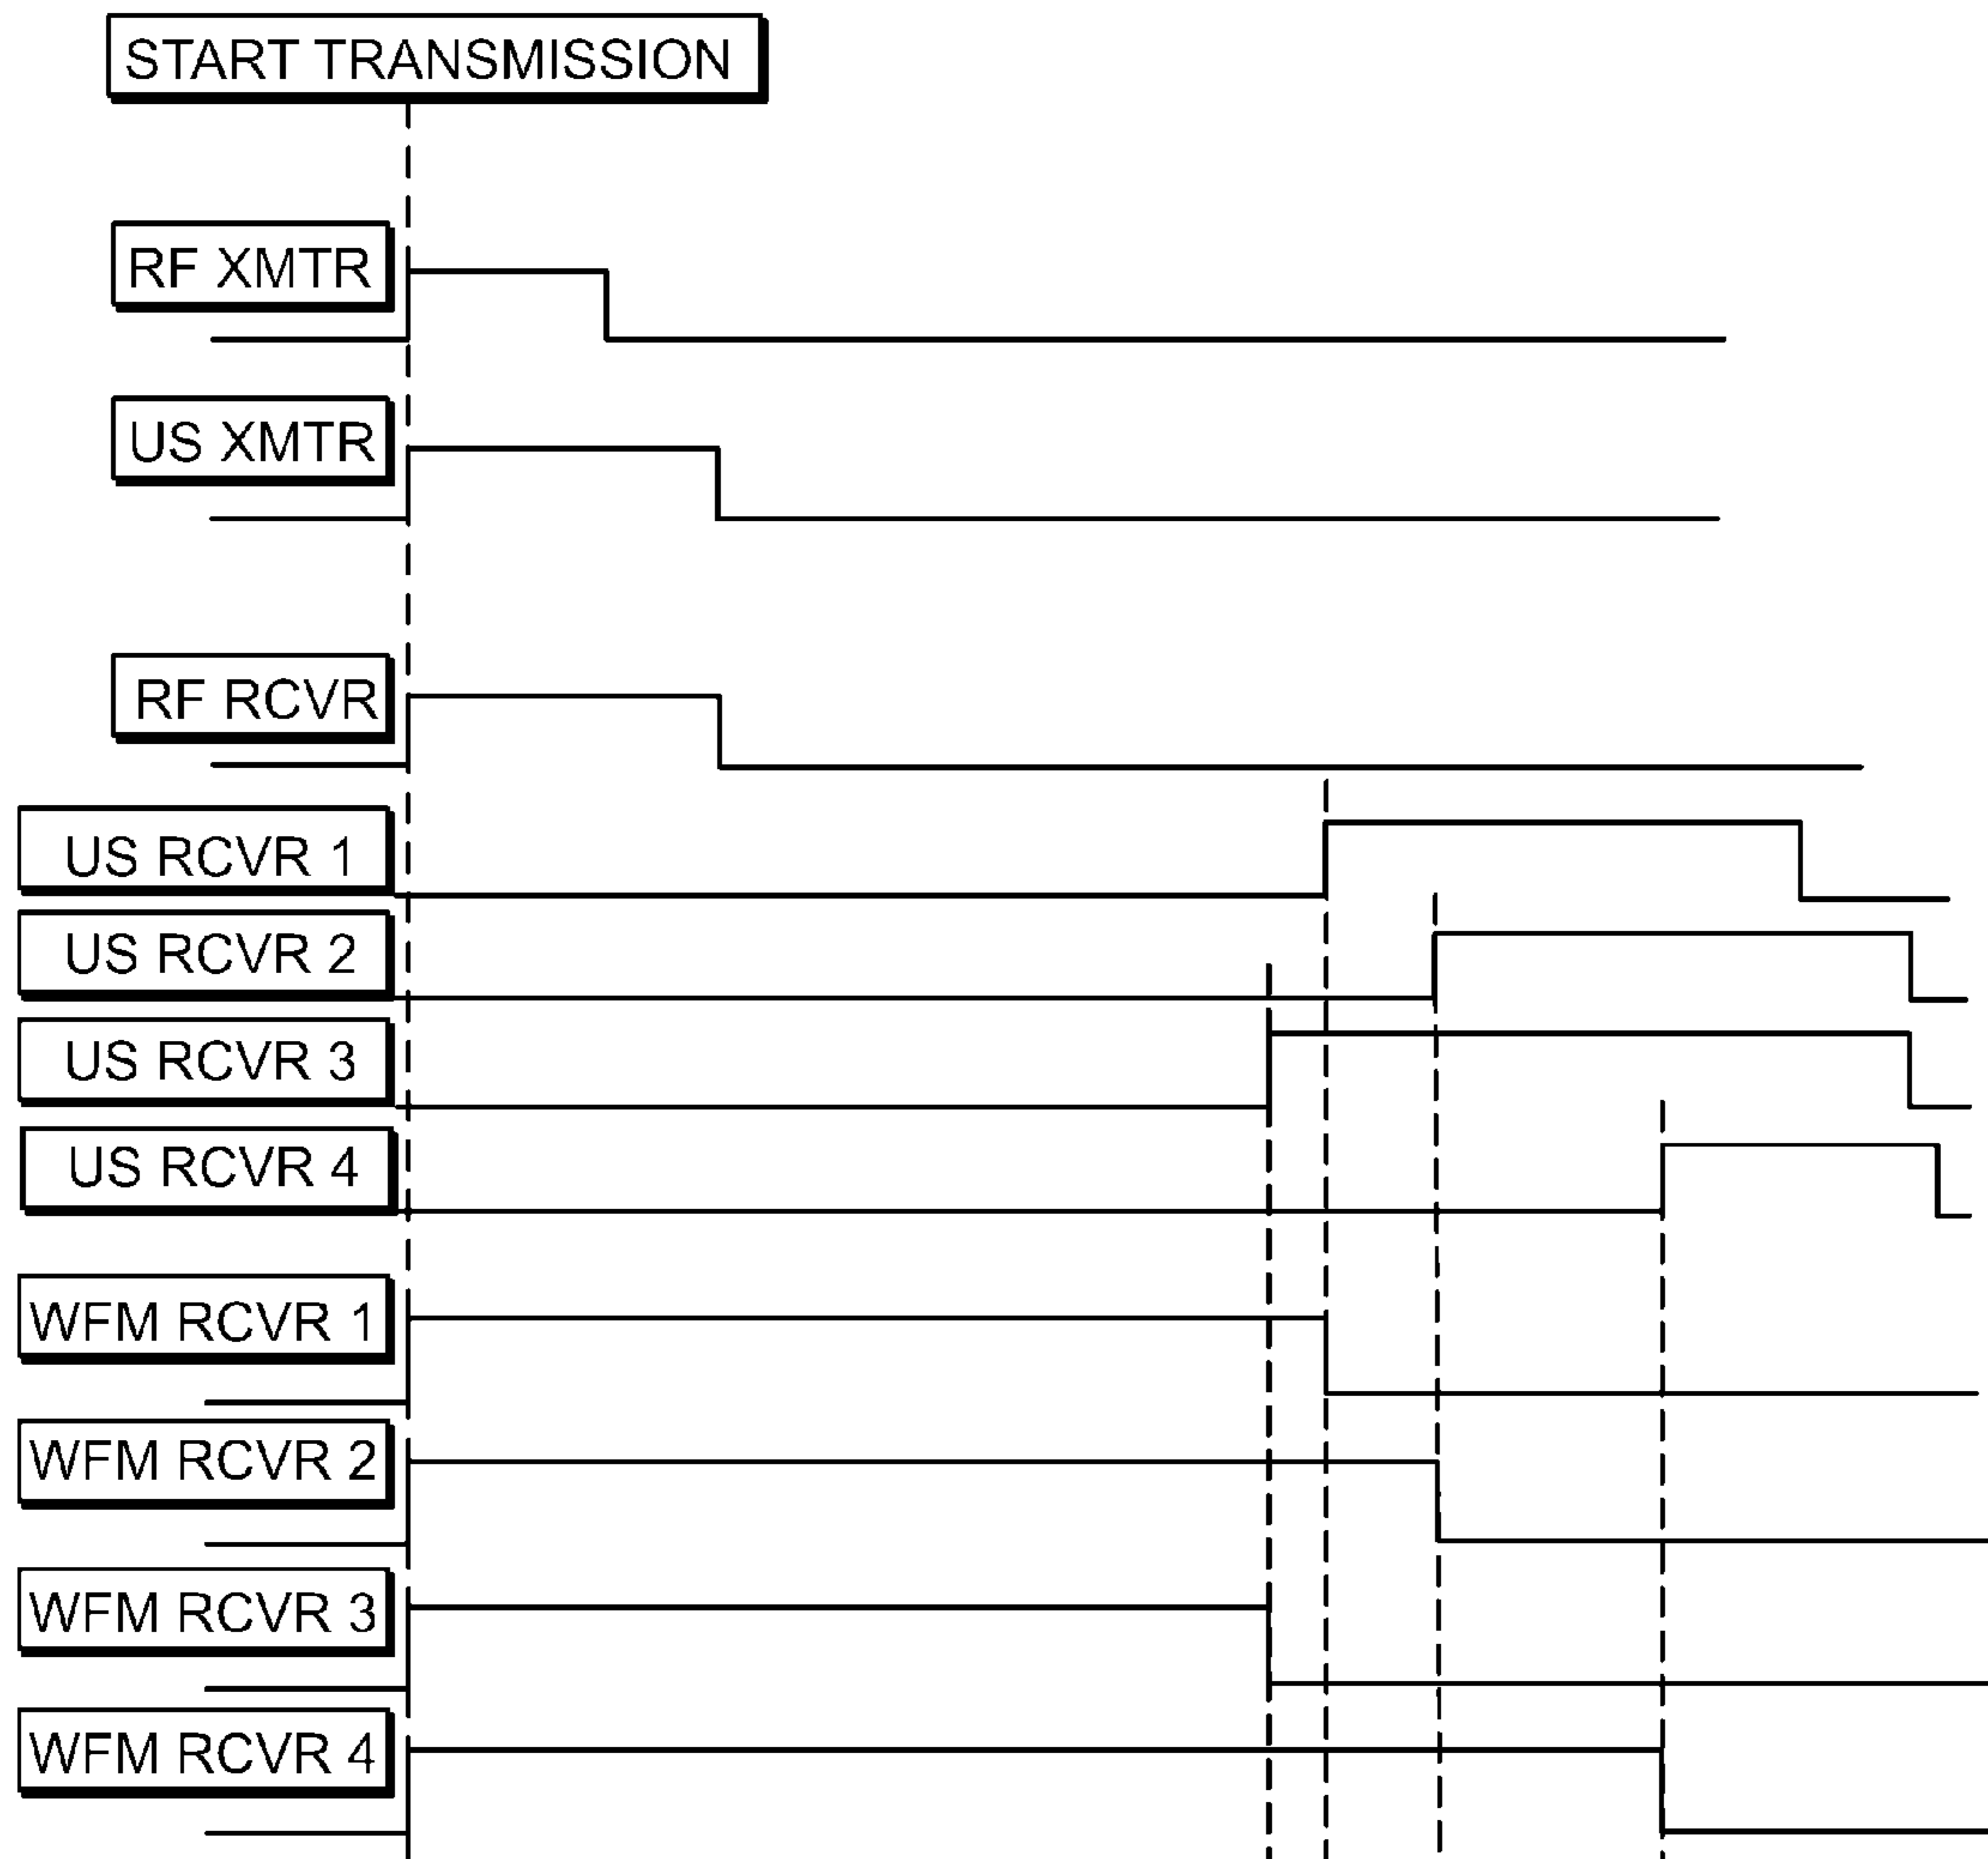 START TRANSMISSION
RF XMTR
US XMTR
RF RCVR
US RCVR 1
US RCVR 2
US RCVR 3
US RCVR 4
WFM RCVR 1
WFM RCVR 2
WFM RCVR 3
WFM RCVR 4